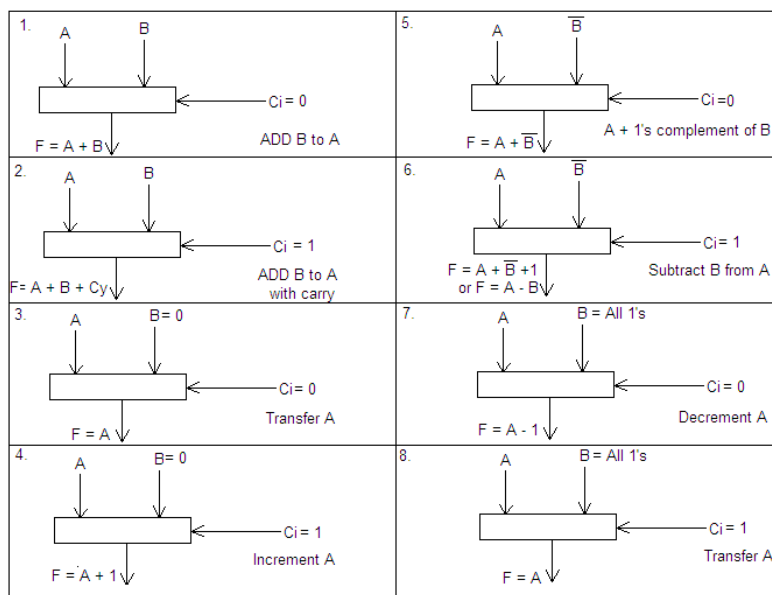 1.
A
B
Ci = 0
F = A + B
ADD B to A
2.
A
B
Ci = 1
F= A + B + Cy
ADD B to A
with carry
3.
A
B= 0
Ci= 0
Transfer A
F = A
4.
A
B= 0
Ci = 1
F = A + 1
Increment A
5.
A
B̅
Ci=0
A + 1's complement of B
F = A + B̅
6.
A
B̅
Ci = 1
F = A + B̅ +1
or F = A - B
Subtract B from A
7.
A
B = All 1's
Ci= 0
Decrement A
F = A - 1
8.
A
B = All 1's
Ci = 1
Transfer A
F = A